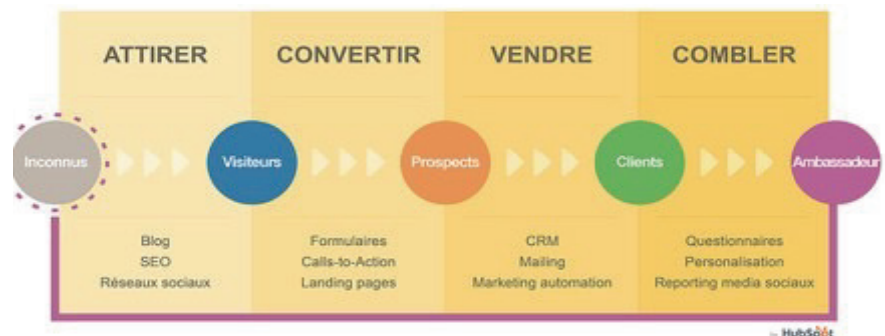 ATTIRER
CONVERTIR
VENDRE
COMBLER
Inconnus
Visiteurs
Prospects
Clients
Ambassadeur
Blog
SEO
Réseaux sociaux
Formulaires
Calls-to-Action
Landing pages
CRM
Mailing
Marketing automation
Questionnaires
Personalisation
Reporting media sociaux
HubSpot